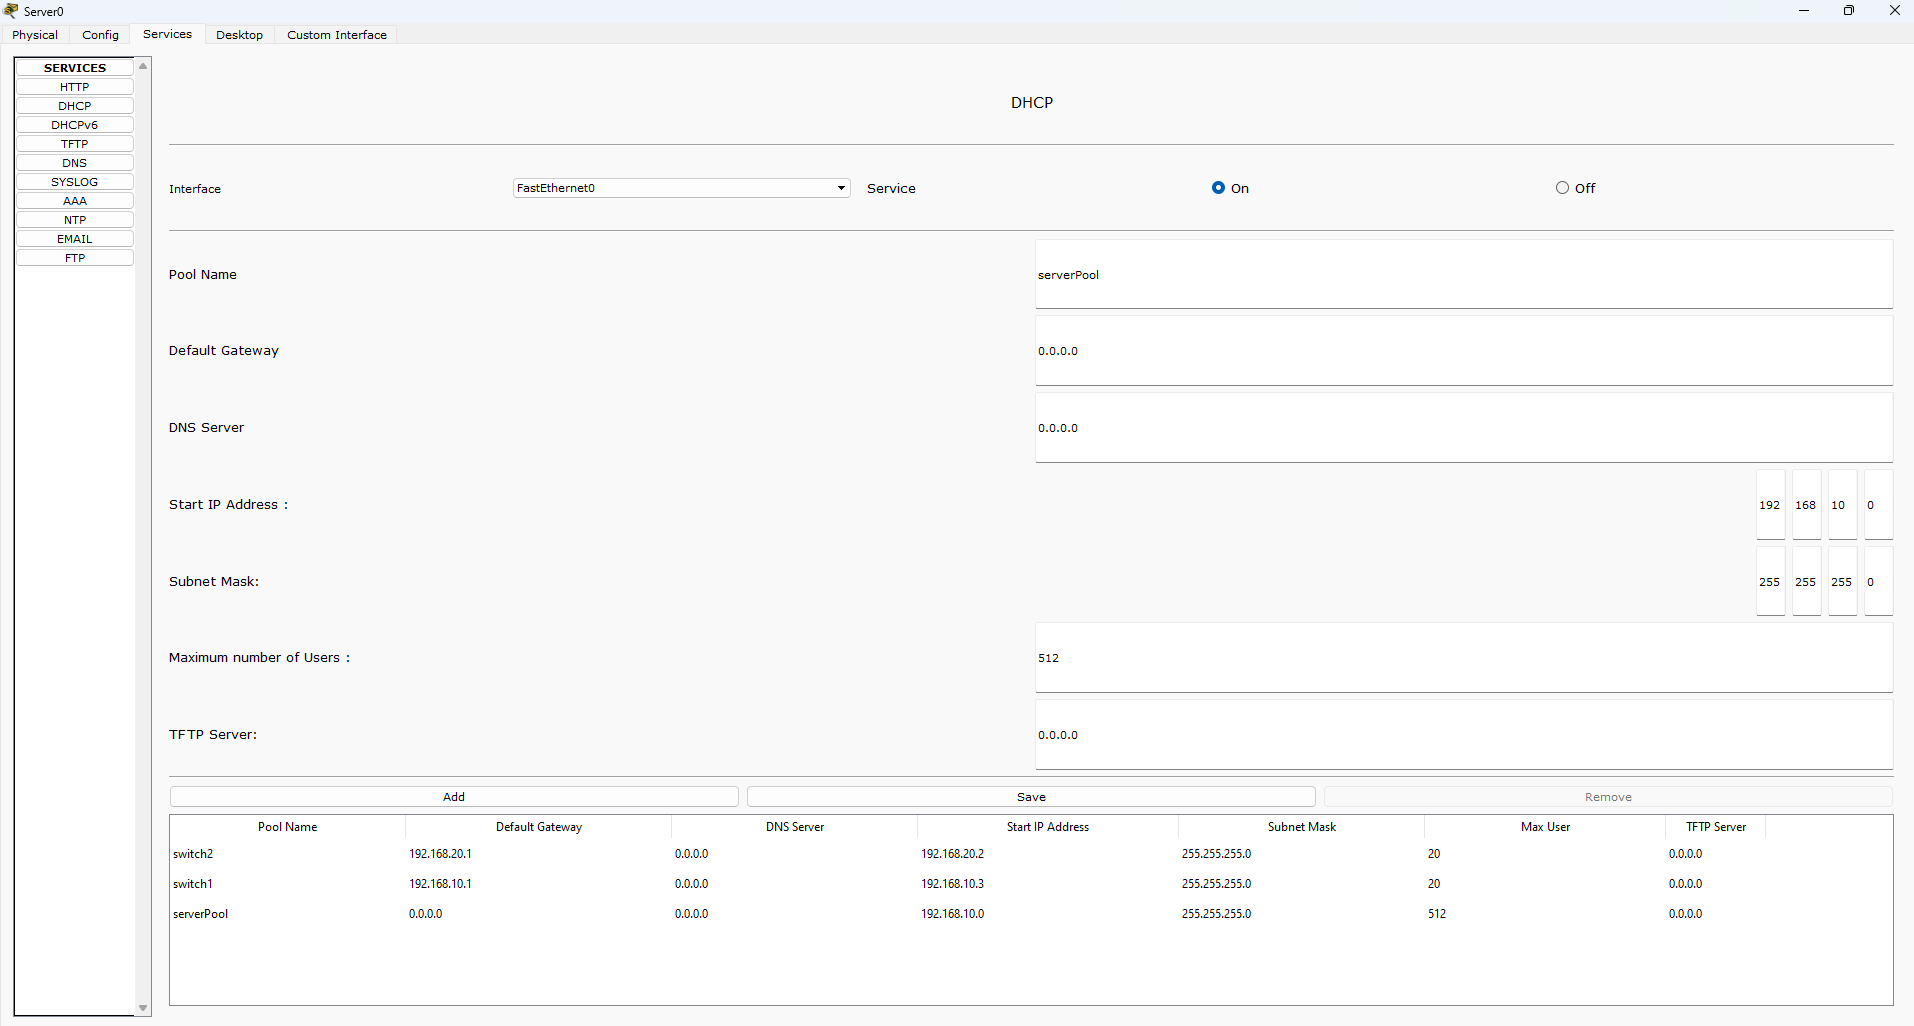 Server0
Physical Config Services Desktop Custom Interface
SERVICES
HTTP
DHCP
DHCPv6
TFTP
DNS
SYSLOG
AAA
NTP
EMAIL
FTP
DHCP
Interface FastEthernet0 Service On Off
Pool Name serverPool
Default Gateway 0.0.0.0
DNS Server 0.0.0.0
Start IP Address : 192 168 10 0
Subnet Mask: 255 255 255 0
Maximum number of Users : 512
TFTP Server: 0.0.0.0
Add Save Remove
Pool Name Default Gateway DNS Server Start IP Address Subnet Mask Max User TFTP Server
switch2 192.168.20.1 0.0.0.0 192.168.20.2 255.255.255.0 20 0.0.0.0
switch1 192.168.10.1 0.0.0.0 192.168.10.3 255.255.255.0 20 0.0.0.0
serverPool 0.0.0.0 0.0.0.0 192.168.10.0 255.255.255.0 512 0.0.0.0